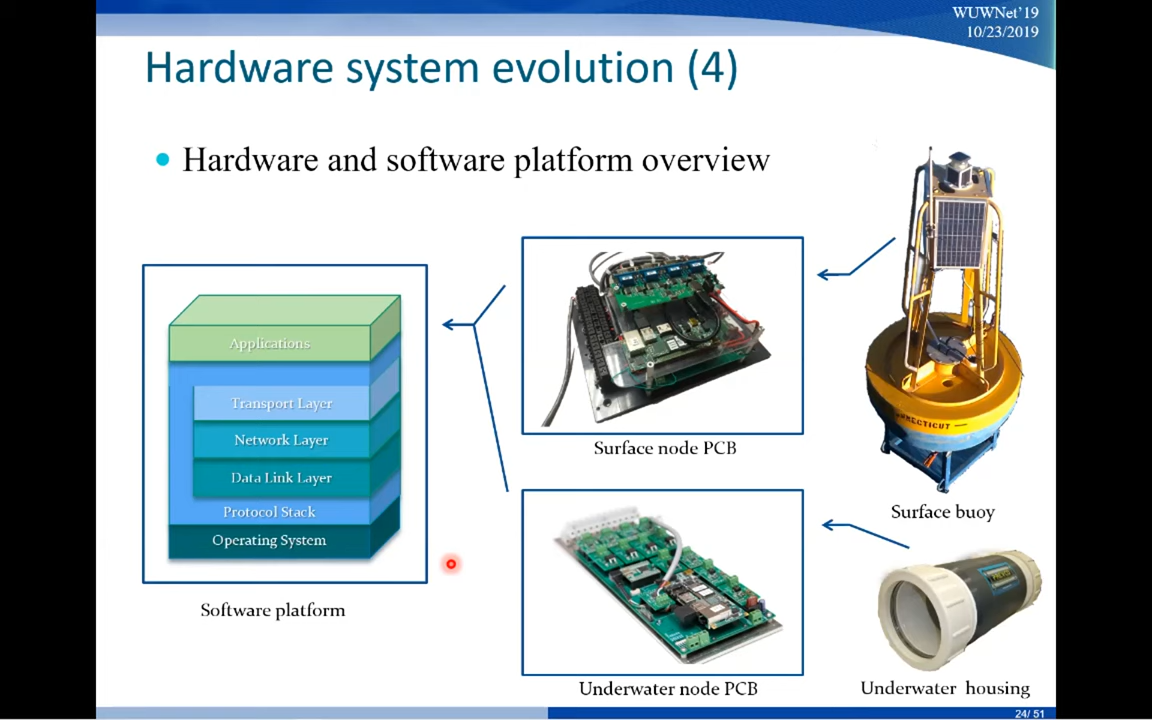 WUWNet'19
10/23/2019
Hardware system evolution (4)
Hardware and software platform overview
Applications
Transport Layer
Network Layer
Data Link Layer
Protocol Stack
Operating System
Software platform
Surface node PCB
Underwater node PCB
CONNECTICUT
Surface buoy
Underwater housing
24/ 51